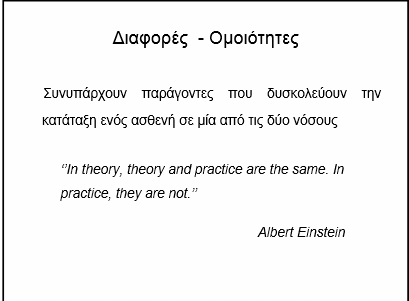 Διαφορές - Ομοιότητες
Συνυπάρχουν παράγοντες που δυσκολεύουν την
κατάταξη ενός ασθενή σε μία από τις δύο νόσους
‘’In theory, theory and practice are the same. In
practice, they are not.’’
Albert Einstein